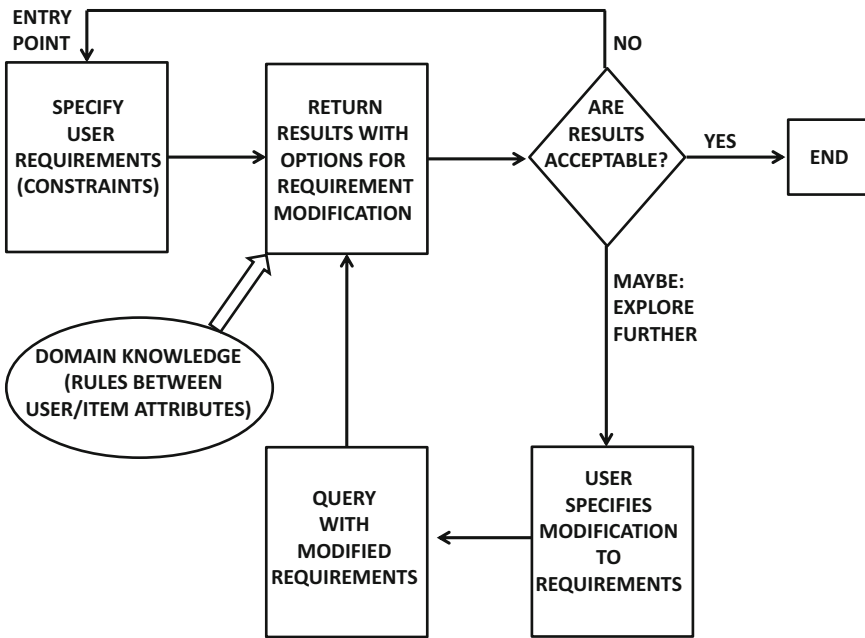 ENTRY
POINT
SPECIFY
USER
REQUIREMENTS
(CONSTRAINTS)
RETURN
RESULTS WITH
OPTIONS FOR
REQUIREMENT
MODIFICATION
NO
ARE
RESULTS
ACCEPTABLE?
YES
END
MAYBE:
EXPLORE
FURTHER
DOMAIN KNOWLEDGE
(RULES BETWEEN
USER/ITEM ATTRIBUTES)
QUERY
WITH
MODIFIED
REQUIREMENTS
USER
SPECIFIES
MODIFICATION
TO
REQUIREMENTS